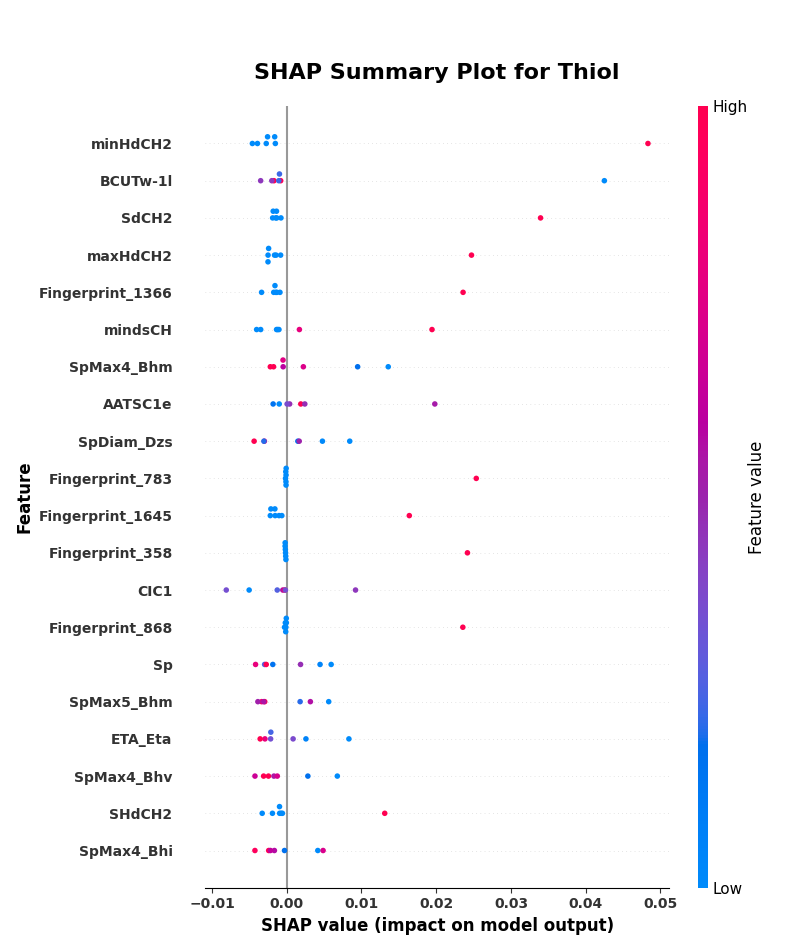 SHAP Summary Plot for Thiol
High
minHdCH2
BCUTw-1l
SdCH2
maxHdCH2
Fingerprint_1366
mindsCH
SpMax4_Bhm
AATSC1e
SpDiam_Dzs
Fingerprint_783
Fingerprint_1645
Fingerprint_358
CIC1
Fingerprint_868
Sp
SpMax5_Bhm
ETA_Eta
SpMax4_Bhv
SHdCH2
SpMax4_Bhi
Feature
Feature value
Low
−0.01 0.00 0.01 0.02 0.03 0.04 0.05
SHAP value (impact on model output)